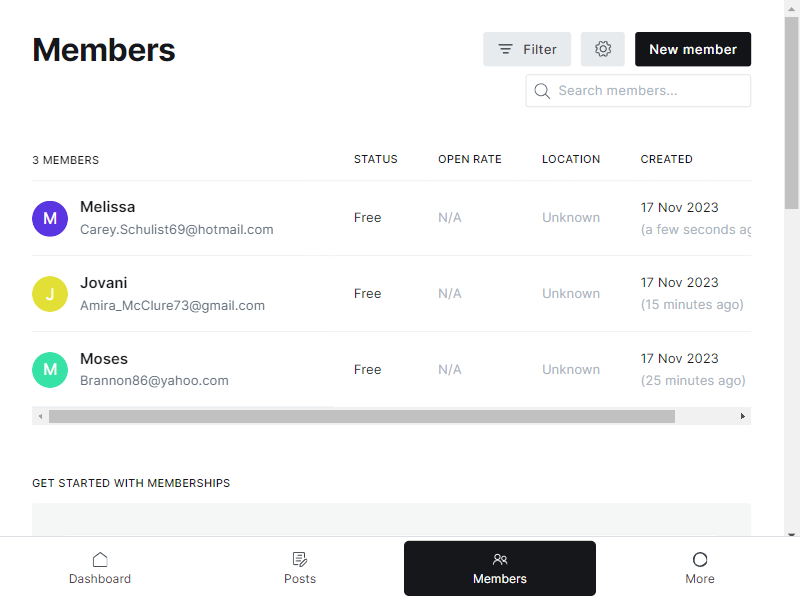 Members
Filter
New member
Search members...
3 MEMBERS
STATUS
OPEN RATE
LOCATION
CREATED
M
Melissa
Carey.Schulist69@hotmail.com
Free
N/A
Unknown
17 Nov 2023
(a few seconds ag
J
Jovani
Amira_McClure73@gmail.com
Free
N/A
Unknown
17 Nov 2023
(15 minutes ago)
M
Moses
Brannon86@yahoo.com
Free
N/A
Unknown
17 Nov 2023
(25 minutes ago)
GET STARTED WITH MEMBERSHIPS
Dashboard
Posts
Members
More